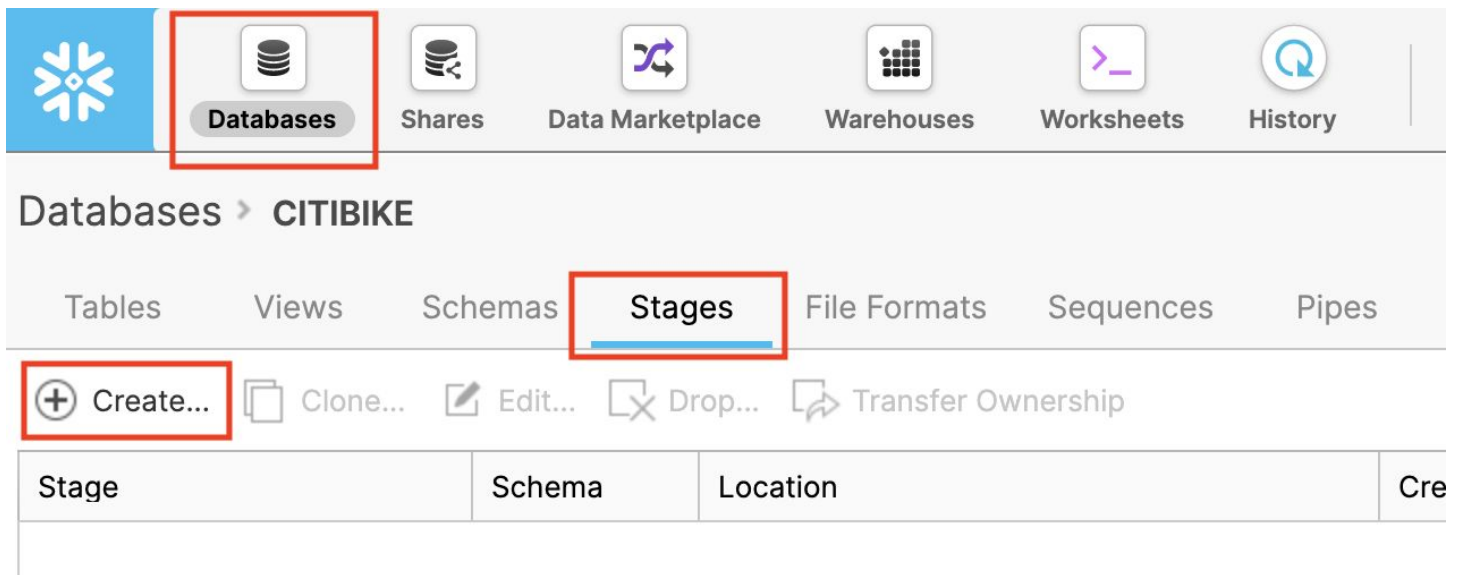 Databases Shares Data Marketplace Warehouses Worksheets History
Databases > CITIBIKE
Tables Views Schemas Stages File Formats Sequences Pipes
Create... Clone... Edit... Drop... Transfer Ownership
Stage Schema Location Cre